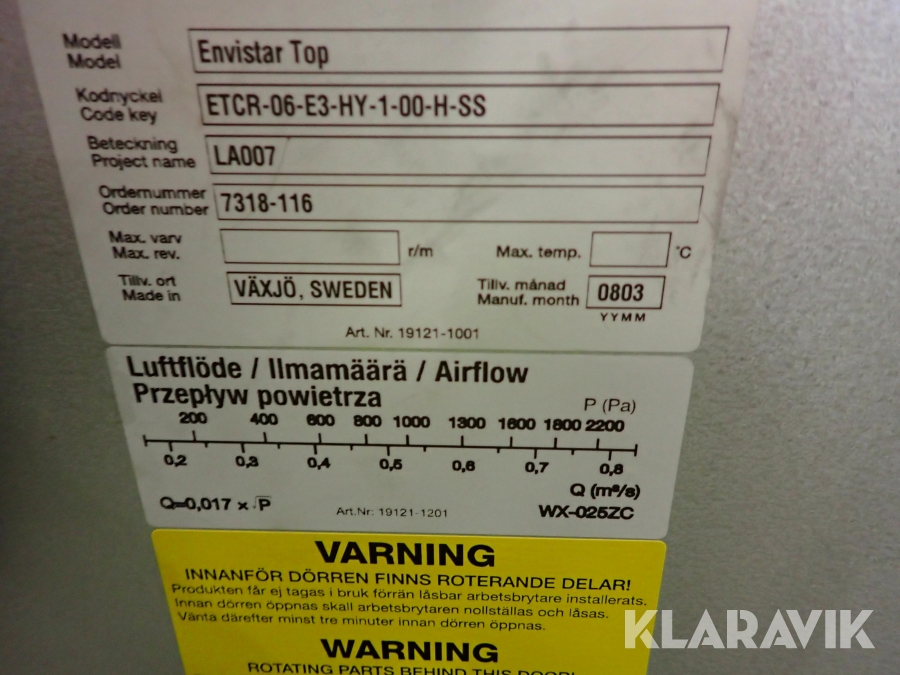 Modell
Model
Envistar Top
Kodnyckel
Code key
ETCR-06-E3-HY-1-00-H-SS
Beteckning
Project name
LA007
Ordernummer
Order number
7318-116
Max. varv
Max. rev.
r/m
Max. temp.
°C
Tillv. ort
Made in
VÄXJÖ, SWEDEN
Tillv. månad
Manuf. month
0803
YYMM
Art. Nr. 19121-1001
Luftflöde / Ilmamäärä / Airflow
Przepływ powietrza
P (Pa)
200 400 600 800 1000 1300 1600 1800 2200
0,2 0,3 0,4 0,5 0,6 0,7 0,8
Q (m³/s)
Q=0,017 x √P
Art.Nr: 19121-1201
WX-025ZC
VARNING
INNANFÖR DÖRREN FINNS ROTERANDE DELAR!
Produkten får ej tagas i bruk förrän låsbar arbetsbrytare installerats.
Innan dörren öppnas skall arbetsbrytaren nollställas och låsas.
Vänta därefter minst tre minuter innan dörren öppnas.
WARNING
ROTATING PARTS BEHIND THIS DOOR!
KLARAVIK